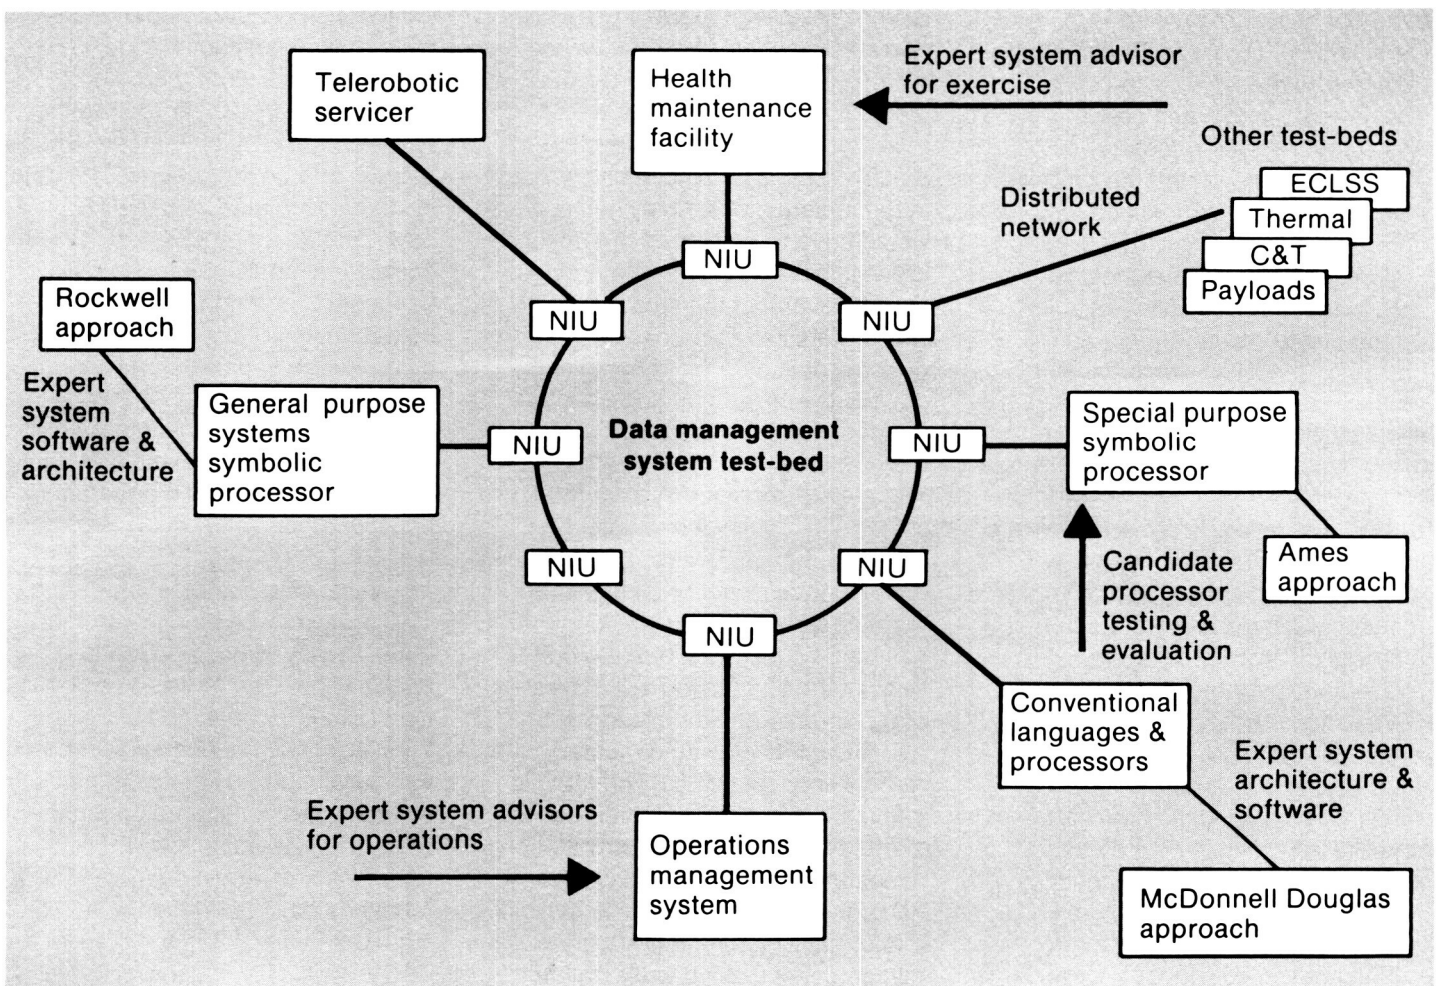 Telerobotic
servicer
Health
maintenance
facility
Expert system advisor
for exercise
Other test-beds
ECLSS
Thermal
C&T
Payloads
Distributed
network
NIU
NIU
NIU
Rockwell
approach
Expert
system
software &
architecture
General purpose
systems
symbolic
processor
NIU
Data management
system test-bed
NIU
Special purpose
symbolic
processor
Ames
approach
Candidate
processor
testing &
evaluation
NIU
NIU
NIU
Conventional
languages &
processors
Expert system
architecture &
software
Expert system advisors
for operations
Operations
management
system
McDonnell Douglas
approach